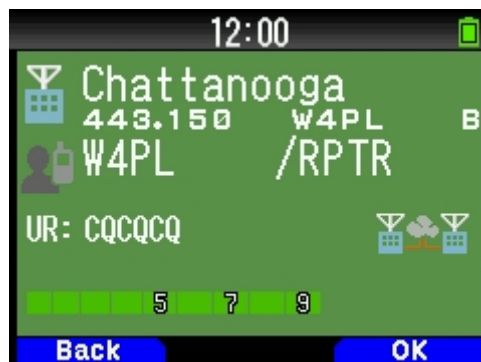 12:00
Chattanooga
443.150 W4PL B
W4PL /RPTR
UR: CQCQCQ
5 7 9
Back OK